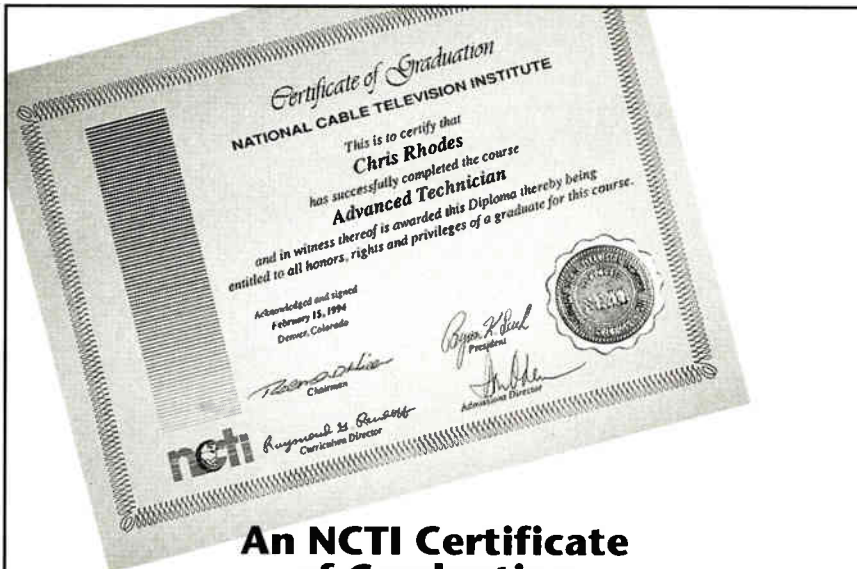 Certificate of Graduation
NATIONAL CABLE TELEVISION INSTITUTE
This is to certify that
Chris Rhodes
has successfully completed the course
Advanced Technician
and in witness thereof is awarded this Diploma thereby being
entitled to all honors, rights and privileges of a graduate for this course.
Acknowledged and signed
February 15, 1994
Denver, Colorado
Chairman
President
Curriculum Director
Admissions Director
ncti
An NCTI Certificate
of Graduation